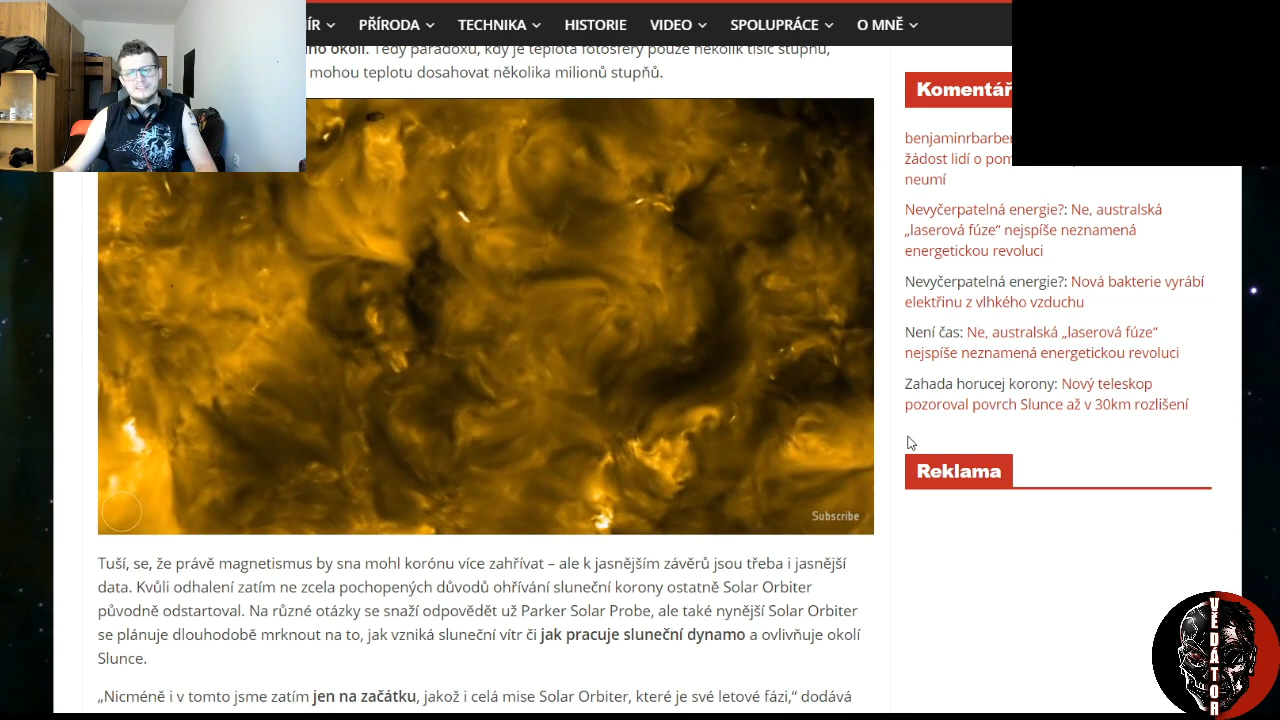 ÍR PŘÍRODA TECHNIKA HISTORIE VIDEO SPOLUPRÁCE O MNĚ
okolí. Tedy paradoxu, kdy je teplota fotosféry pouze několik tisíc stupňů,
mohou teplotu dosahovat několika milionů stupňů.
Subscribe
Tuší, se, že právě magnetismus by sna mohl korónu více zahřívat – ale k jasnějším závěrů jsou třeba i jasnější
data. Kvůli odhalení zatím ne zcela pochopených důvodů ohřívání sluneční korony ostatně Solar Orbiter
původně odstartoval. Na různé otázky se snaží odpovědět už Parker Solar Probe, ale také nynější Solar Orbiter
se plánuje dlouhodobě mrknout na to, jak vzniká sluneční vítr či jak pracuje sluneční dynamo a ovlivňuje okolí
Slunce.
„Nicméně i v tomto jsme zatím jen na začátku, jakož i celá mise Solar Orbiter, které je své letové fázi,“ dodává
Komentář
benjaminrbarber
žádost lidí o pom
neumí
Nevyčerpatelná energie?: Ne, australská
„laserová fúze“ nejspíše neznamená
energetickou revoluci
Nevyčerpatelná energie?: Nová bakterie vyrábí
elektřinu z vlhkého vzduchu
Není čas: Ne, australská „laserová fúze“
nejspíše neznamená energetickou revoluci
Zahada horucej korony: Nový teleskop
pozoroval povrch Slunce až v 30km rozlišení
Reklama
VĚDÁTOR